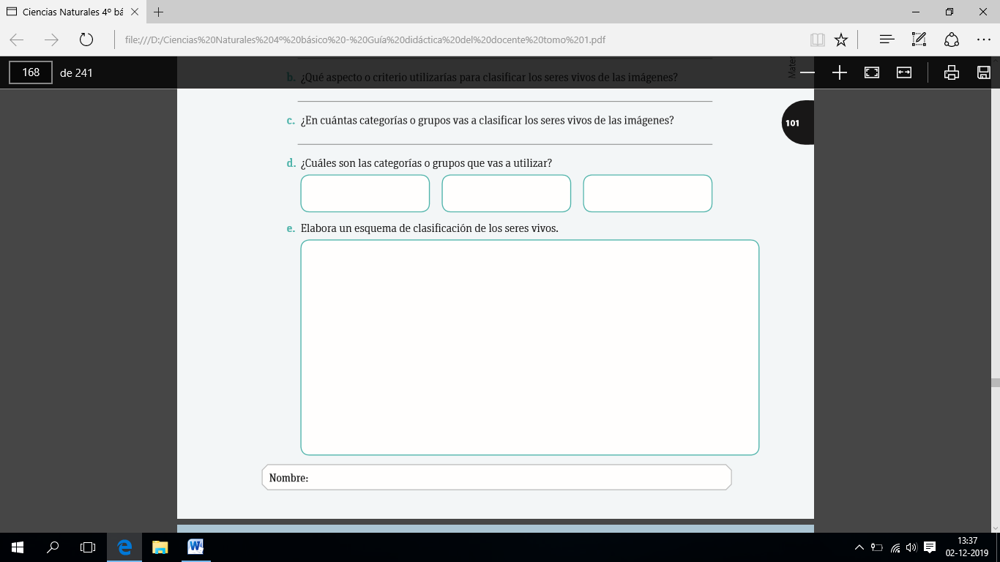 Ciencias Naturales 4º bá
file:///D:/Ciencias%20Naturales%204º%20básico%20-%20Guía%20didáctica%20del%20docente%20tomo%201.pdf
168 de 241
b. ¿Qué aspecto o criterio utilizarías para clasificar los seres vivos de las imágenes?
Mater
c. ¿En cuántas categorías o grupos vas a clasificar los seres vivos de las imágenes?
101
d. ¿Cuáles son las categorías o grupos que vas a utilizar?
e. Elabora un esquema de clasificación de los seres vivos.
Nombre:
13:37
02-12-2019